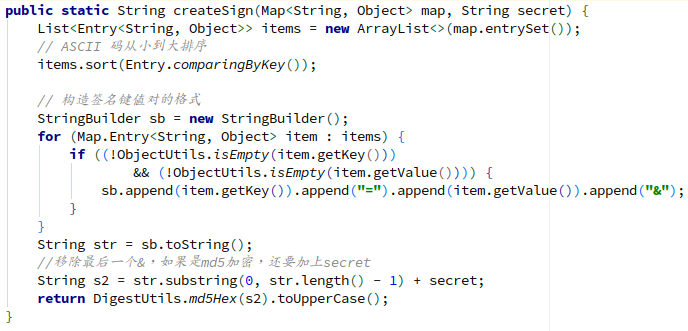 public static String createSign(Map<String, Object> map, String secret) {
    List<Entry<String, Object>> items = new ArrayList<>(map.entrySet());
    // ASCII 码从小到大排序
    items.sort(Entry.comparingByKey());

    // 构造签名键值对的格式
    StringBuilder sb = new StringBuilder();
    for (Map.Entry<String, Object> item : items) {
        if ((!ObjectUtils.isEmpty(item.getKey()))
                && (!ObjectUtils.isEmpty(item.getValue()))) {
            sb.append(item.getKey()).append("=").append(item.getValue()).append("&");
        }
    }
    String str = sb.toString();
    //移除最后一个&，如果是md5加密，还要加上secret
    String s2 = str.substring(0, str.length() - 1) + secret;
    return DigestUtils.md5Hex(s2).toUpperCase();
}